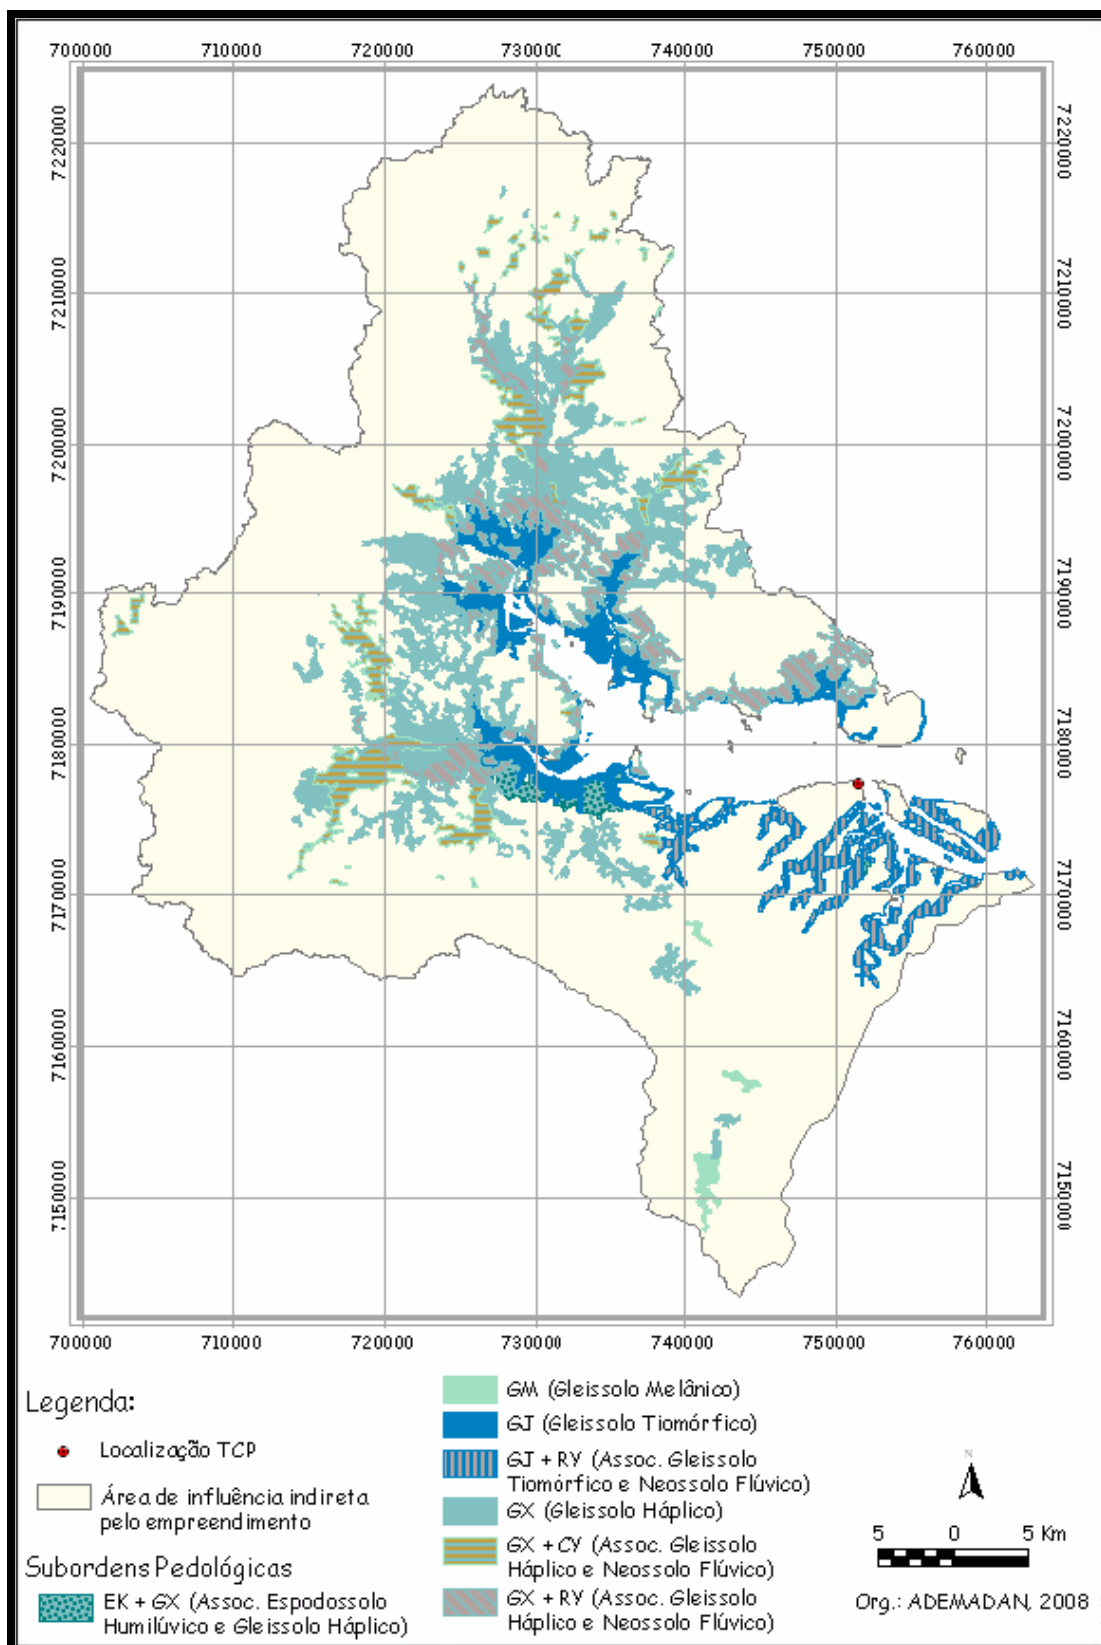 700000 710000 720000 730000 740000 750000 760000
7220000 7220000
7210000 7210000
7200000 7200000
7190000 7190000
7180000 7180000
7170000 7170000
7160000 7160000
7150000 7150000
700000 710000 720000 730000 740000 750000 760000
Legenda:
Localização TCP
Área de influência indireta
pelo empreendimento
Subordens Pedológicas
EK + GX (Assoc. Espodossolo
Humilúvico e Gleissolo Háplico)
GM (Gleissolo Melânico)
GJ (Gleissolo Tiomórfico)
GJ + RY (Assoc. Gleissolo
Tiomórfico e Neossolo Flúvico)
GX (Gleissolo Háplico)
GX + CY (Assoc. Gleissolo
Háplico e Neossolo Flúvico)
GX + RY (Assoc. Gleissolo
Háplico e Neossolo Flúvico)
N
5 0 5 Km
Org.: ADEMADAN, 2008